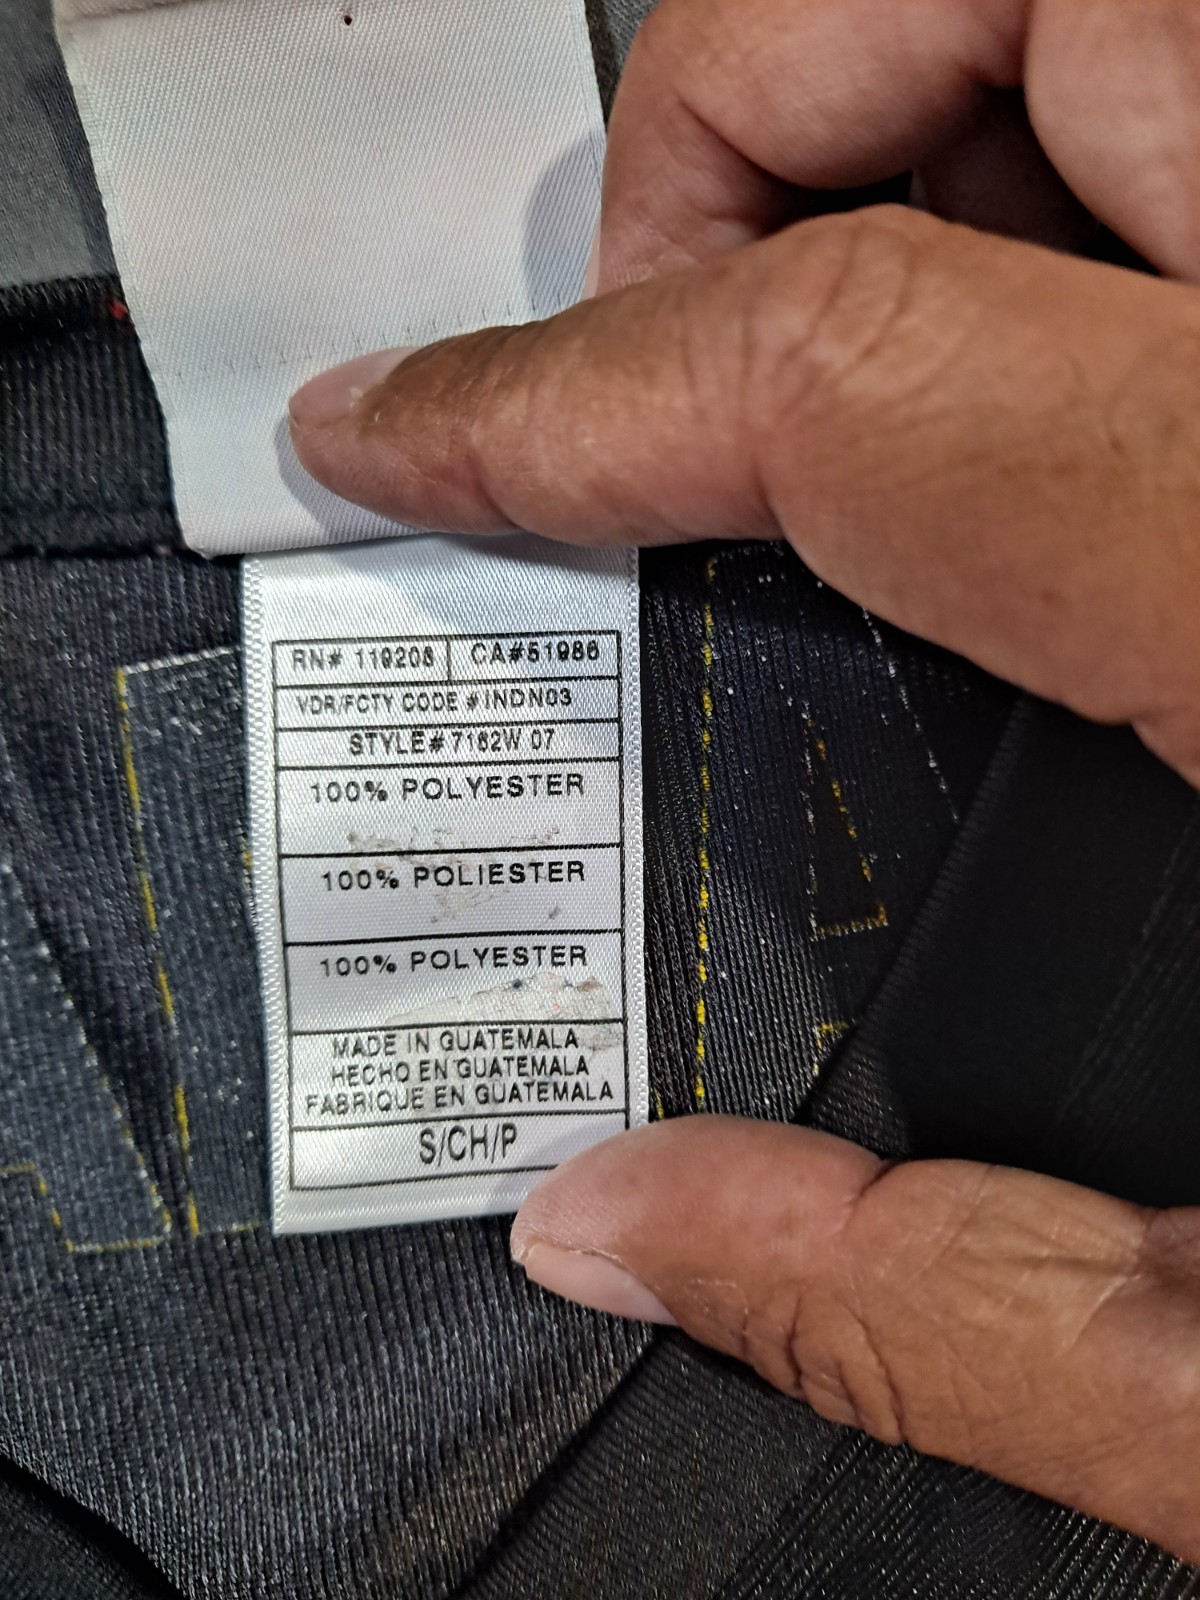 RN# 119208 CA#51986
VDR/FCTY CODE #INDN03
STYLE#7162W 07
100% POLYESTER
100% POLIESTER
100% POLYESTER
MADE IN GUATEMALA
HECHO EN GUATEMALA
FABRIQUE EN GUATEMALA
S/CH/P